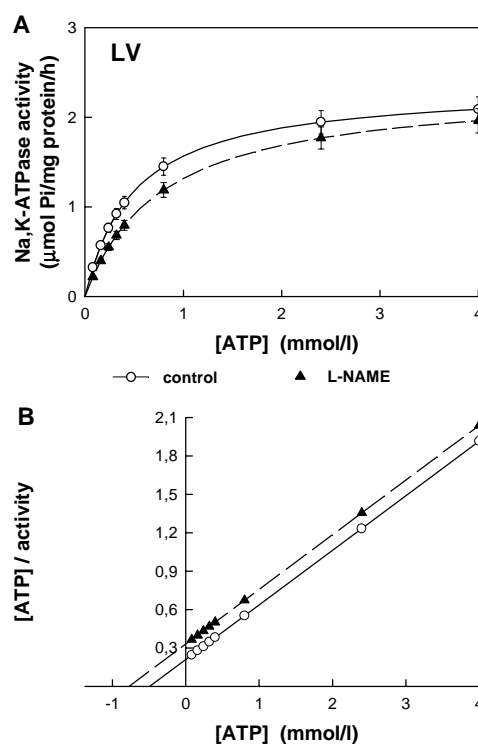 A
LV
Na,K-ATPase activity
(µmol Pi/mg protein/h)
3
2
1
0
0 1 2 3 4
[ATP] (mmol/l)
control L-NAME
B
[ATP] / activity
2,1
1,8
1,5
1,2
0,9
0,6
0,3
-1 0 1 2 3 4
[ATP] (mmol/l)